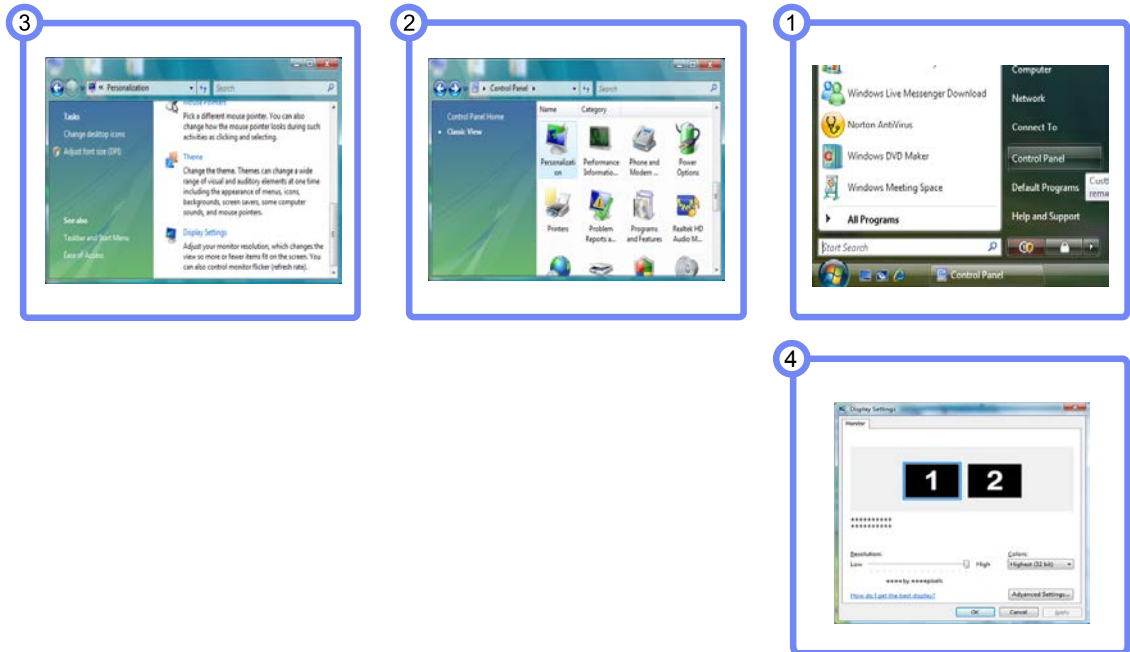 3
Personalization
Search
Tasks
Change desktop icons
Adjust font size (DPI)
See also
Taskbar and Start Menu
Ease of Access
Mouse Pointers
Pick a different mouse pointer. You can also
change how the mouse pointer looks during such
activities as clicking and selecting.
Theme
Change the theme. Themes can change a wide
range of visual and auditory elements at one time
including the appearance of menus, icons,
backgrounds, screen savers, some computer
sounds, and mouse pointers.
Display Settings
Adjust your monitor resolution, which changes the
view so more or fewer items fit on the screen. You
can also control monitor flicker (refresh rate).
2
Control Panel
Search
Control Panel Home
Classic View
Name Category
Personalizati
on
Performance
Informatio...
Phone and
Modem ...
Power
Options
Printers
Problem
Reports a...
Programs
and Features
Realtek HD
Audio M...
1
Windows Live Messenger Download
Norton AntiVirus
Windows DVD Maker
Windows Meeting Space
All Programs
Start Search
Computer
Network
Connect To
Control Panel
Default Programs
Help and Support
Control Panel
4
Display Settings
Monitor
1 2
**********
**********
Resolution:
Low High
**** by **** pixels
Colors:
Highest (32 bit)
How do I get the best display?
Advanced Settings...
OK Cancel Apply